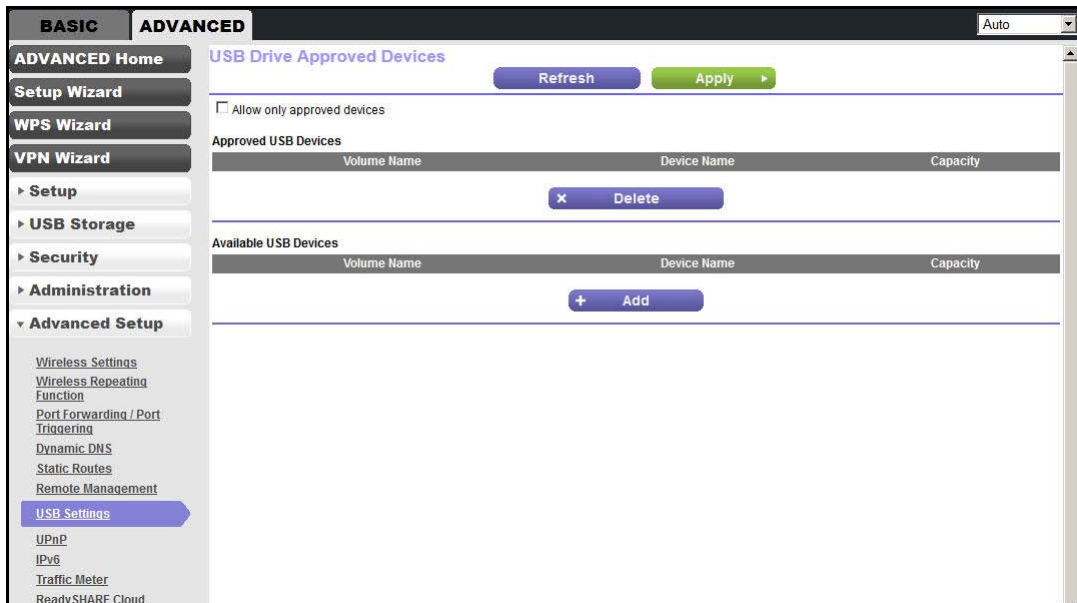 BASIC
ADVANCED
Auto
ADVANCED Home
Setup Wizard
WPS Wizard
VPN Wizard
Setup
USB Storage
Security
Administration
Advanced Setup
Wireless Settings
Wireless Repeating
Function
Port Forwarding / Port
Triggering
Dynamic DNS
Static Routes
Remote Management
USB Settings
UPnP
IPv6
Traffic Meter
ReadySHARE Cloud
USB Drive Approved Devices
Refresh
Apply
Allow only approved devices
Approved USB Devices
Volume Name Device Name Capacity
Delete
Available USB Devices
Volume Name Device Name Capacity
Add